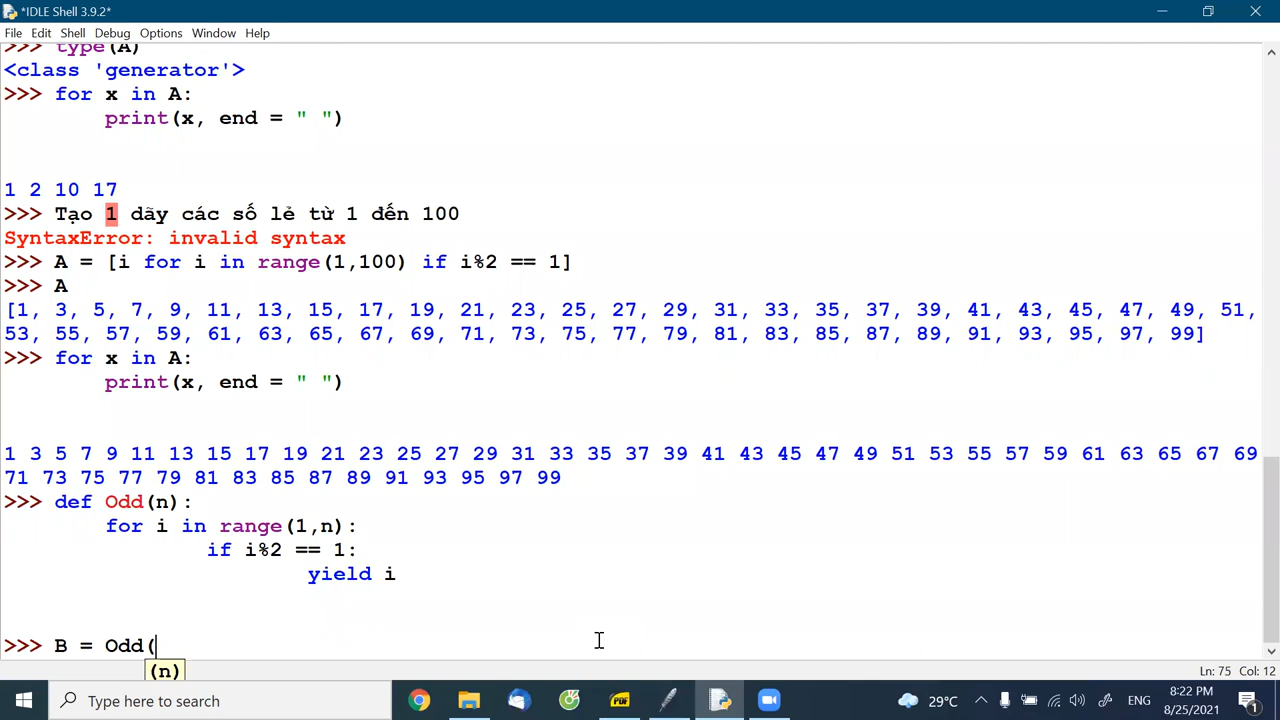 *IDLE Shell 3.9.2*
File Edit Shell Debug Options Window Help
>>> type(A)
<class 'generator'>
>>> for x in A:
        print(x, end = " ")
1 2 10 17
>>> Tạo 1 dãy các số lẻ từ 1 đến 100
SyntaxError: invalid syntax
>>> A = [i for i in range(1,100) if i%2 == 1]
>>> A
[1, 3, 5, 7, 9, 11, 13, 15, 17, 19, 21, 23, 25, 27, 29, 31, 33, 35, 37, 39, 41, 43, 45, 47, 49, 51,
53, 55, 57, 59, 61, 63, 65, 67, 69, 71, 73, 75, 77, 79, 81, 83, 85, 87, 89, 91, 93, 95, 97, 99]
>>> for x in A:
        print(x, end = " ")
1 3 5 7 9 11 13 15 17 19 21 23 25 27 29 31 33 35 37 39 41 43 45 47 49 51 53 55 57 59 61 63 65 67 69
71 73 75 77 79 81 83 85 87 89 91 93 95 97 99
>>> def Odd(n):
        for i in range(1,n):
                if i%2 == 1:
                        yield i
>>> B = Odd(
(n)
Ln: 75 Col: 12
Type here to search
PDF
29°C
ENG
8:22 PM
8/25/2021
1